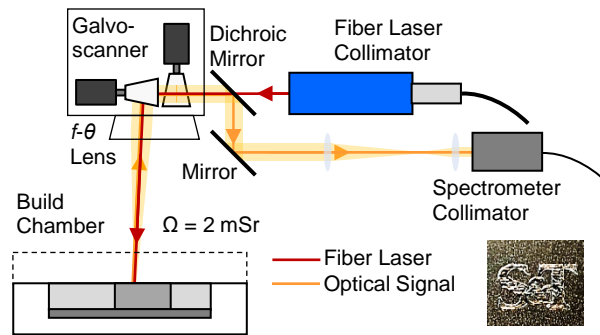 Galvo-
scanner
Dichroic
Mirror
Fiber Laser
Collimator
f-θ
Lens
Mirror
Spectrometer
Collimator
Build
Chamber
Ω = 2 mSr
Fiber Laser
Optical Signal
S&T